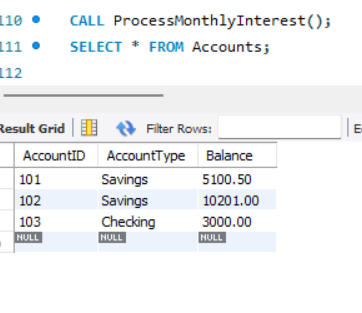 110 CALL ProcessMonthlyInterest();
111 SELECT * FROM Accounts;
112
Result Grid Filter Rows:
AccountID AccountType Balance
101 Savings 5100.50
102 Savings 10201.00
103 Checking 3000.00
NULL NULL NULL